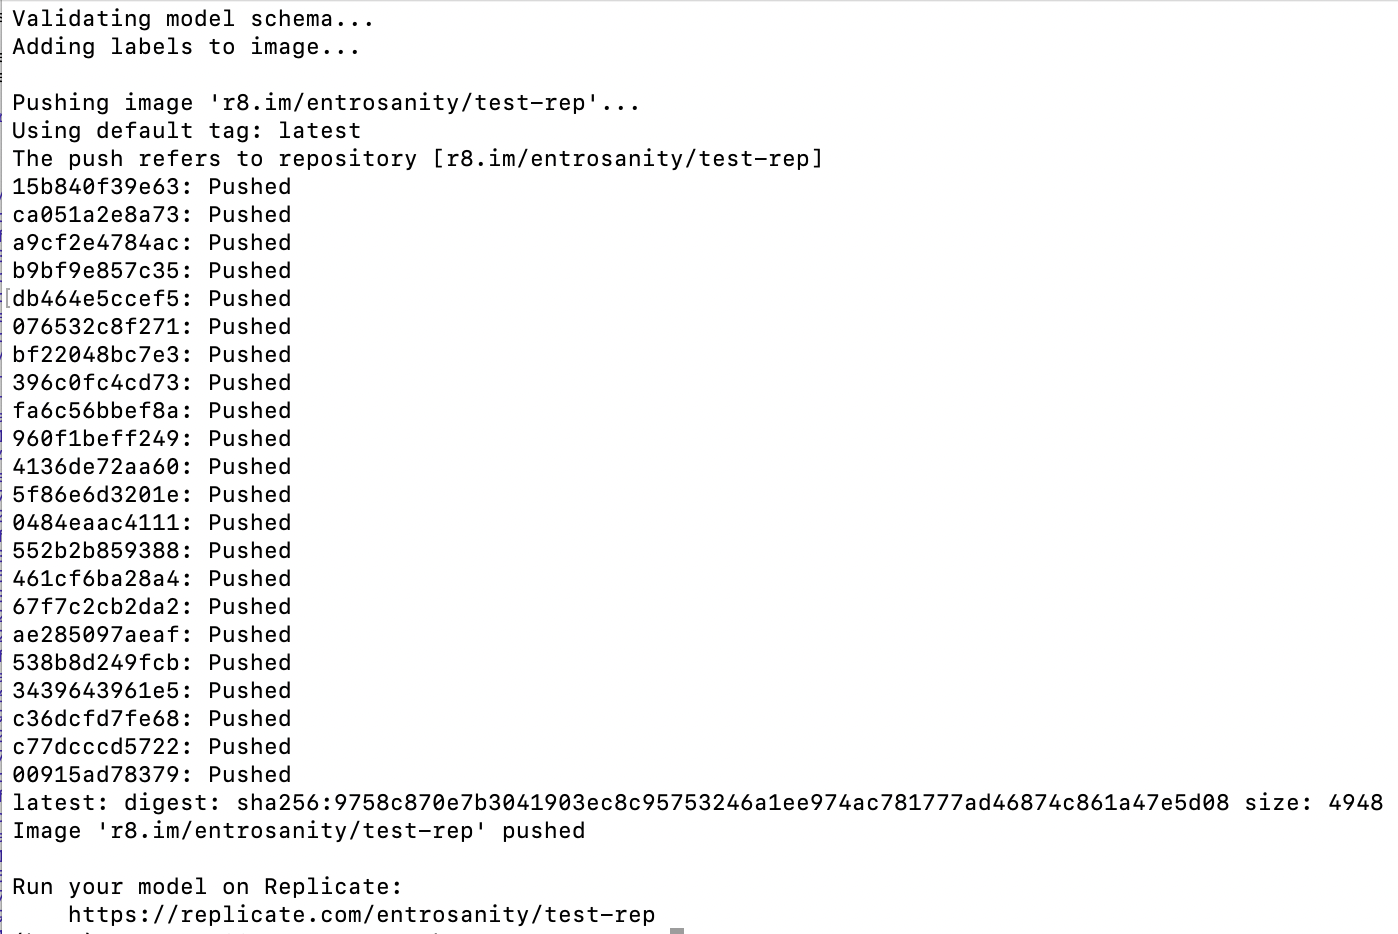 Validating model schema...
Adding labels to image...
Pushing image 'r8.im/entrosanity/test-rep'...
Using default tag: latest
The push refers to repository [r8.im/entrosanity/test-rep]
15b840f39e63: Pushed
ca051a2e8a73: Pushed
a9cf2e4784ac: Pushed
b9bf9e857c35: Pushed
db464e5ccef5: Pushed
076532c8f271: Pushed
bf22048bc7e3: Pushed
396c0fc4cd73: Pushed
fa6c56bbef8a: Pushed
960f1beff249: Pushed
4136de72aa60: Pushed
5f86e6d3201e: Pushed
0484eaac4111: Pushed
552b2b859388: Pushed
461cf6ba28a4: Pushed
67f7c2cb2da2: Pushed
ae285097aeaf: Pushed
538b8d249fcb: Pushed
3439643961e5: Pushed
c36dcfd7fe68: Pushed
c77dcccd5722: Pushed
00915ad78379: Pushed
latest: digest: sha256:9758c870e7b3041903ec8c95753246a1ee974ac781777ad46874c861a47e5d08 size: 4948
Image 'r8.im/entrosanity/test-rep' pushed
Run your model on Replicate:
https://replicate.com/entrosanity/test-rep